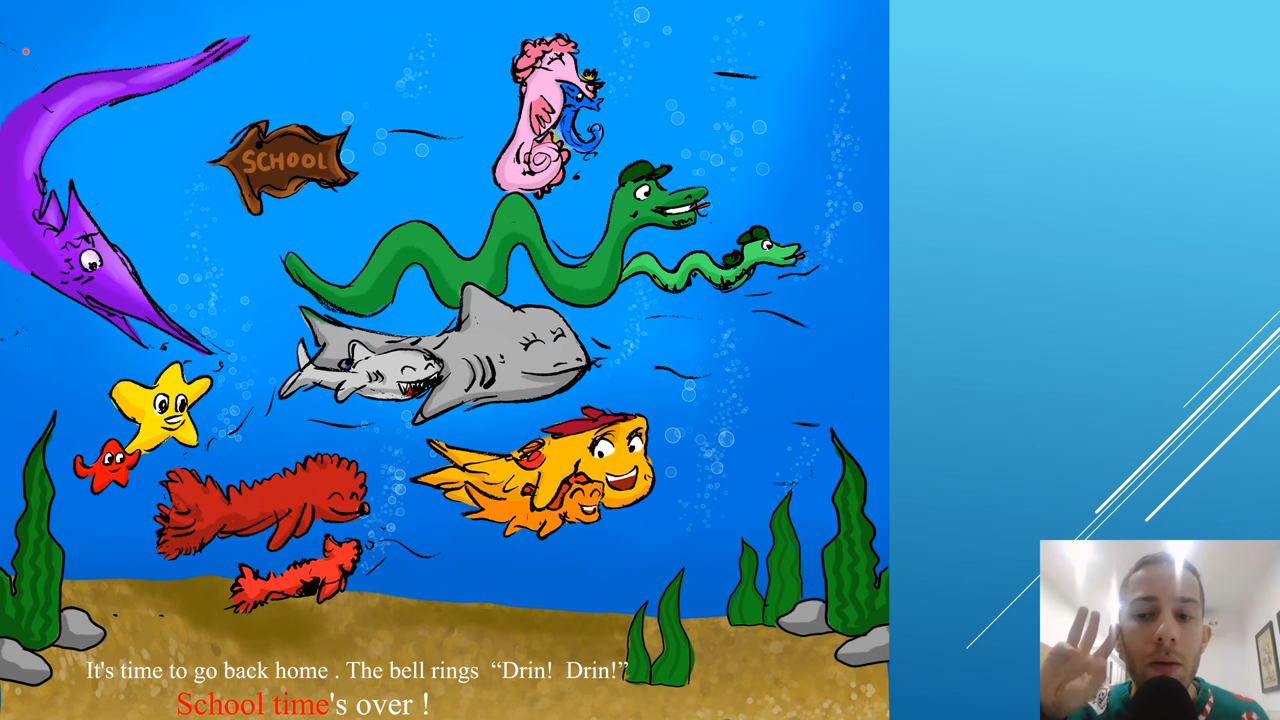 SCHOOL
It's time to go back home . The bell rings “Drin! Drin!”
School time's over !